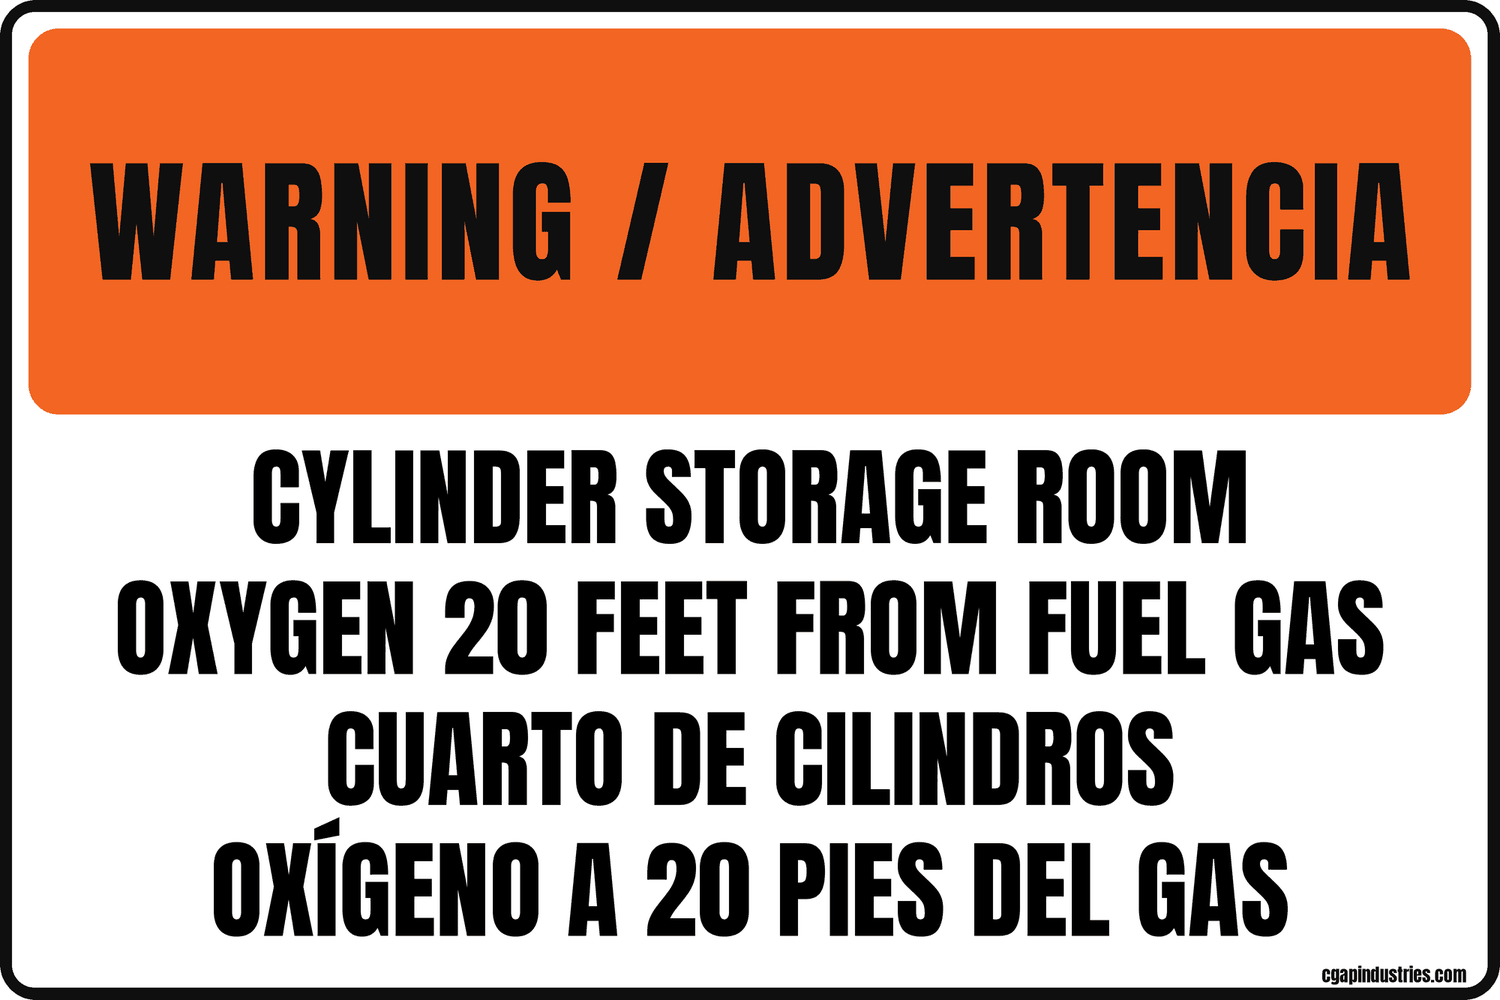 WARNING / ADVERTENCIA
CYLINDER STORAGE ROOM
OXYGEN 20 FEET FROM FUEL GAS
CUARTO DE CILINDROS
OXÍGENO A 20 PIES DEL GAS
cgapindustries.com